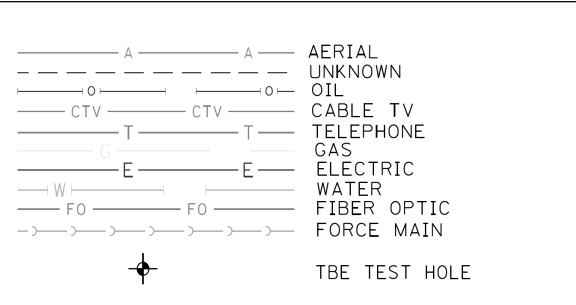 A A AERIAL
UNKNOWN
O O OIL
CTV CTV CABLE TV
T T TELEPHONE
G GAS
E E ELECTRIC
W WATER
FO FO FIBER OPTIC
FORCE MAIN
TBE TEST HOLE